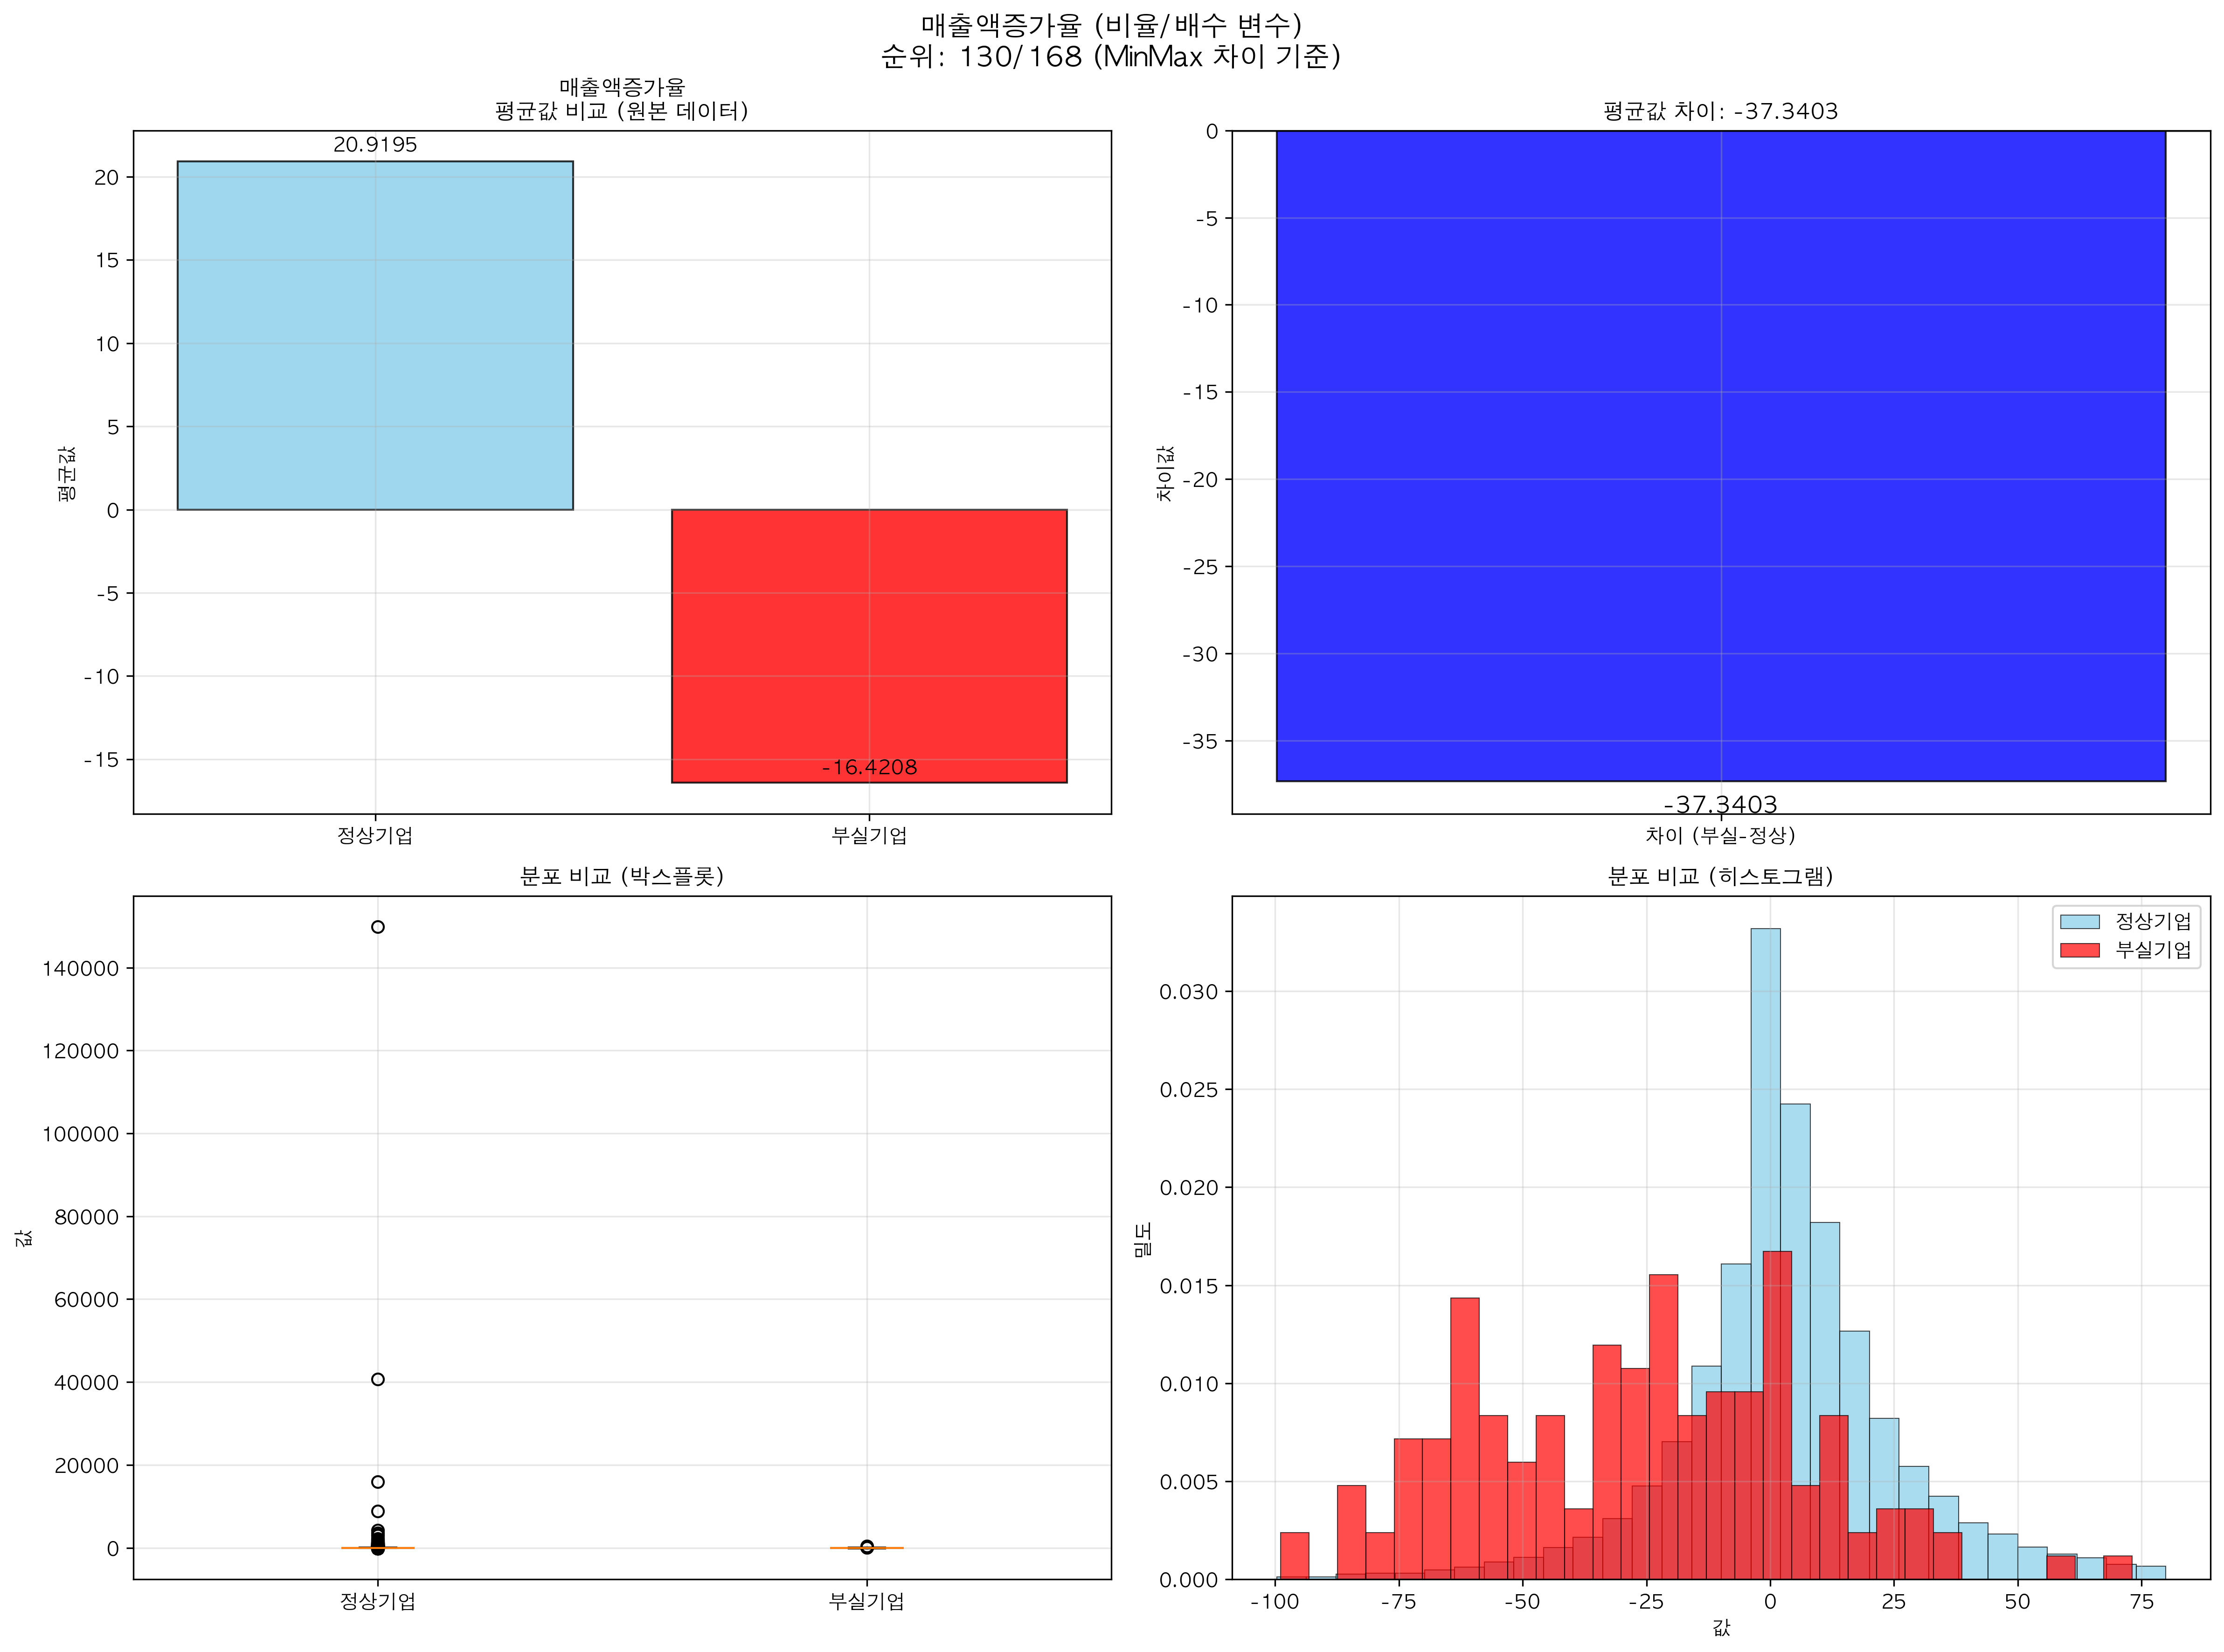 매출액증가율 (비율/배수 변수)
순위: 130/168 (MinMax 차이 기준)
매출액증가율
평균값 비교 (원본 데이터)
20.9195
20
15
10
5
0
-5
-10
-15
-16.4208
평균값
정상기업
부실기업
평균값 차이: -37.3403
0
-5
-10
-15
-20
-25
-30
-35
-37.3403
차이값
차이 (부실-정상)
분포 비교 (박스플롯)
140000
120000
100000
80000
60000
40000
20000
0
값
정상기업
부실기업
분포 비교 (히스토그램)
정상기업
부실기업
0.030
0.025
0.020
0.015
0.010
0.005
0.000
밀도
-100
-75
-50
-25
0
25
50
75
값